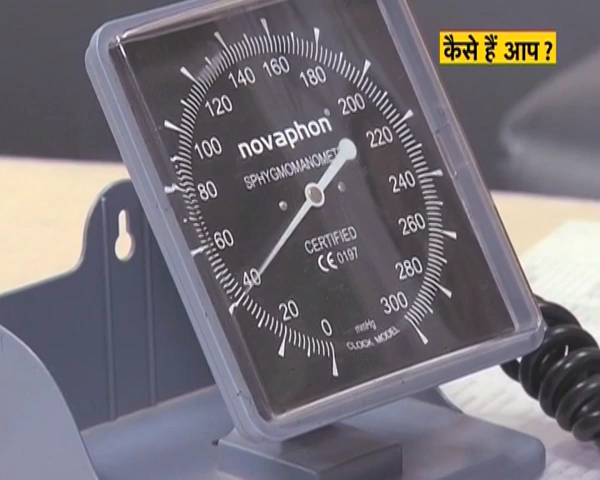 कैसे हैं आप ?
140 160 180
120 200
100 220
novaphon®
SPHYGMOMANOMET
80 240
60 260
CERTIFIED
CE 0197
40 280
20 300
0
mmHg
CLOCK MODEL